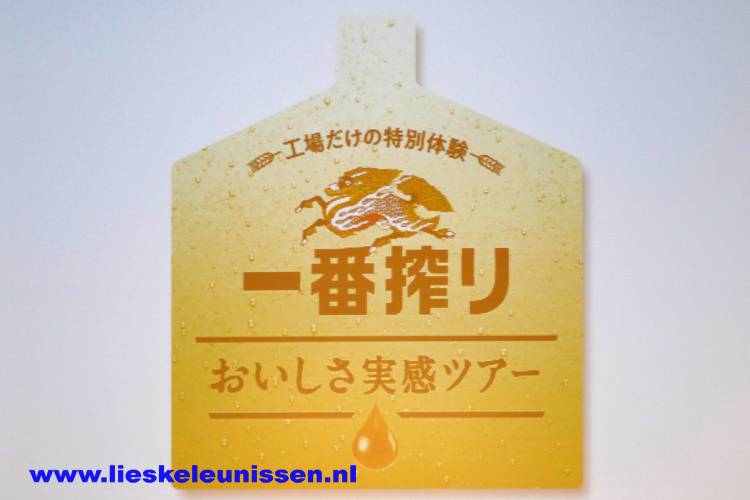 工場だけの特別体験
一番搾り
おいしさ実感ツアー
www.lieskeleunissen.nl